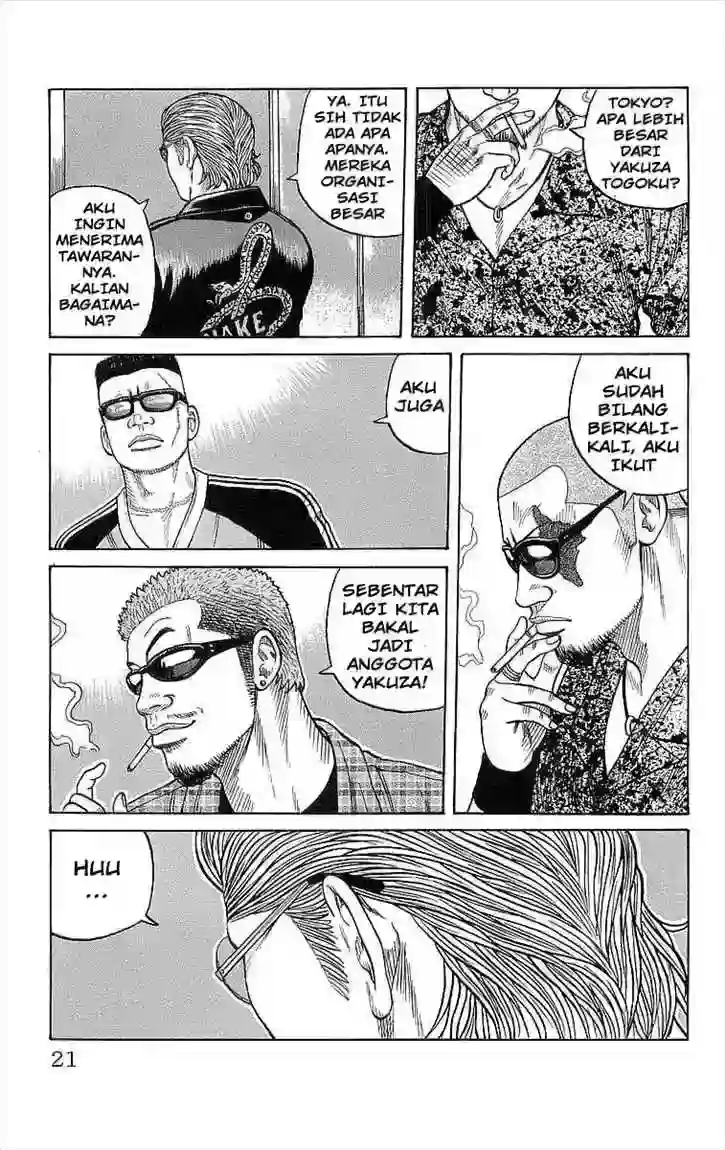 TOKYO?
APA LEBIH
BESAR
DARI
YAKUZA
TOGOKU?
YA. ITU
SIH TIDAK
ADA APA
APANYA.
MEREKA
ORGANI-
SASI
BESAR
AKU
INGIN
MENERIMA
TAWARAN-
NYA.
KALIAN
BAGAIMA-
NA?
NAKE
AKU
SUDAH
BILANG
BERKALI-
KALI, AKU
IKUT
AKU
JUGA
SEBENTAR
LAGI KITA
BAKAL
JADI
ANGGOTA
YAKUZA!
HUU
...
21